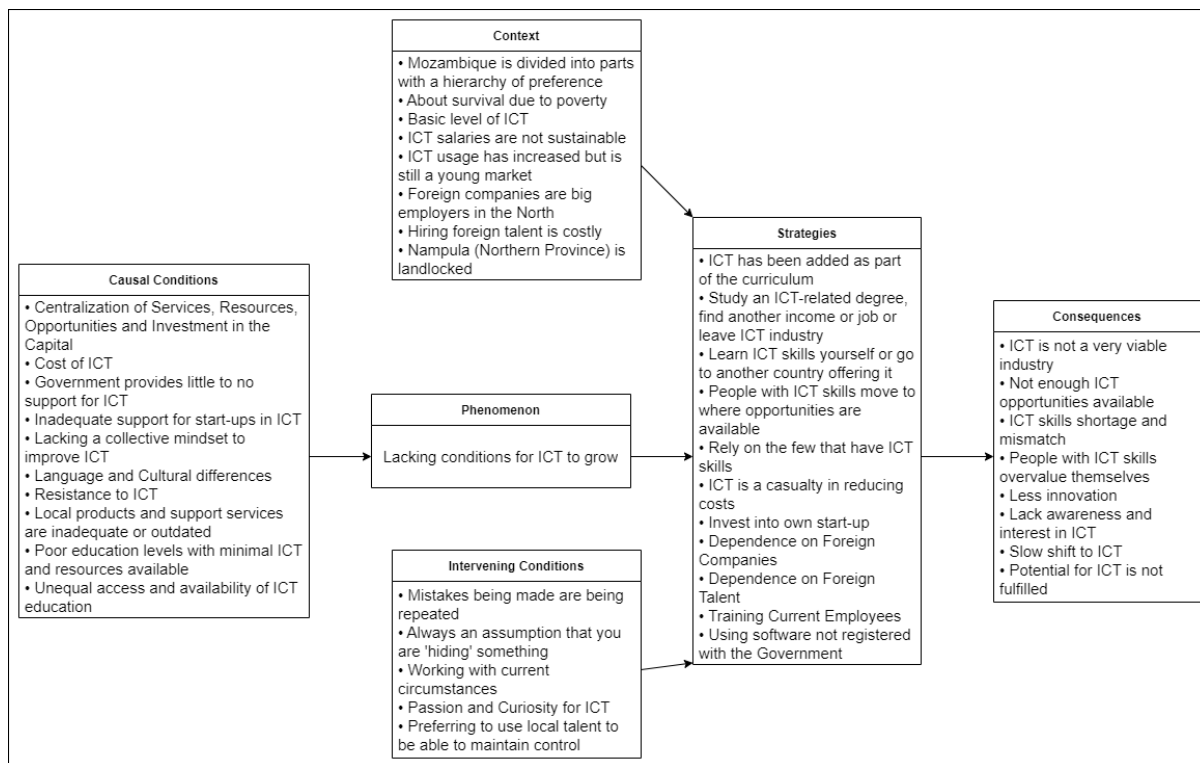 Context
• Mozambique is divided into parts
with a hierarchy of preference
• About survival due to poverty
• Basic level of ICT
• ICT salaries are not sustainable
• ICT usage has increased but is
still a young market
• Foreign companies are big
employers in the North
• Hiring foreign talent is costly
• Nampula (Northern Province) is
landlocked
Causal Conditions
• Centralization of Services, Resources,
Opportunities and Investment in the
Capital
• Cost of ICT
• Government provides little to no
support for ICT
• Inadequate support for start-ups in ICT
• Lacking a collective mindset to
improve ICT
• Language and Cultural differences
• Resistance to ICT
• Local products and support services
are inadequate or outdated
• Poor education levels with minimal ICT
and resources available
• Unequal access and availability of ICT
education
Phenomenon
Lacking conditions for ICT to grow
Intervening Conditions
• Mistakes being made are being
repeated
• Always an assumption that you
are 'hiding' something
• Working with current
circumstances
• Passion and Curiosity for ICT
• Preferring to use local talent to
be able to maintain control
Strategies
• ICT has been added as part
of the curriculum
• Study an ICT-related degree,
find another income or job or
leave ICT industry
• Learn ICT skills yourself or go
to another country offering it
• People with ICT skills move to
where opportunities are
available
• Rely on the few that have ICT
skills
• ICT is a casualty in reducing
costs
• Invest into own start-up
• Dependence on Foreign
Companies
• Dependence on Foreign
Talent
• Training Current Employees
• Using software not registered
with the Government
Consequences
• ICT is not a very viable
industry
• Not enough ICT
opportunities available
• ICT skills shortage and
mismatch
• People with ICT skills
overvalue themselves
• Less innovation
• Lack awareness and
interest in ICT
• Slow shift to ICT
• Potential for ICT is not
fulfilled